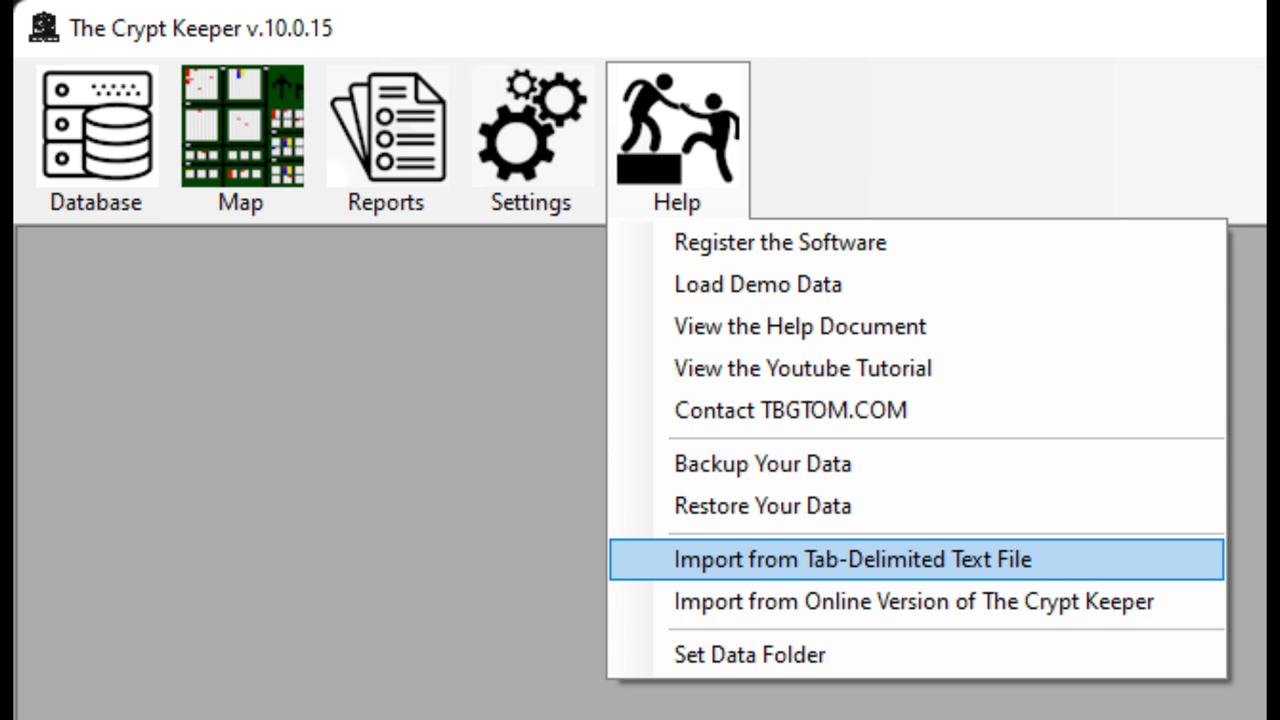 The Crypt Keeper v.10.0.15
Database
Map
Reports
Settings
Help
Register the Software
Load Demo Data
View the Help Document
View the Youtube Tutorial
Contact TBGTOM.COM
Backup Your Data
Restore Your Data
Import from Tab-Delimited Text File
Import from Online Version of The Crypt Keeper
Set Data Folder